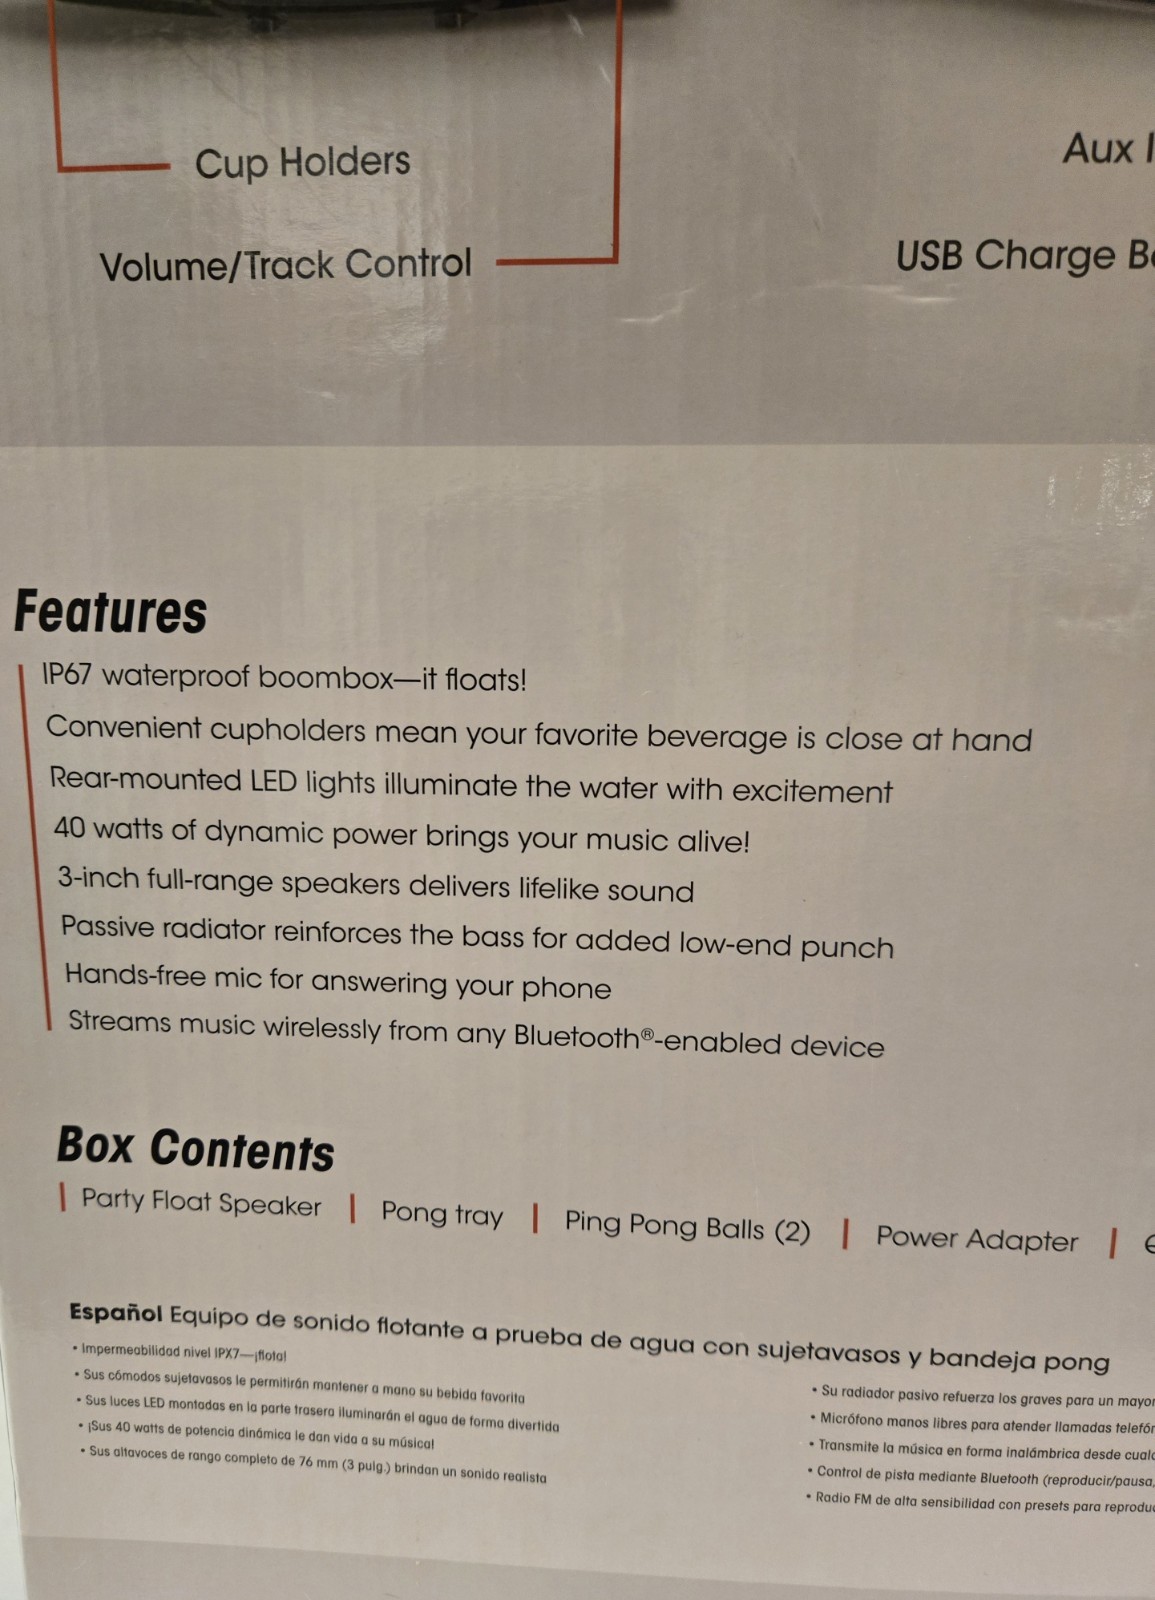 Cup Holders
Aux
Volume/Track Control
USB Charge
Features
IP67 waterproof boombox—it floats!
Convenient cupholders mean your favorite beverage is close at hand
Rear-mounted LED lights illuminate the water with excitement
40 watts of dynamic power brings your music alive!
3-inch full-range speakers delivers lifelike sound
Passive radiator reinforces the bass for added low-end punch
Hands-free mic for answering your phone
Streams music wirelessly from any Bluetooth®-enabled device
Box Contents
Party Float Speaker | Pong tray | Ping Pong Balls (2) | Power Adapter |
Español Equipo de sonido flotante a prueba de agua con sujetavasos y bandeja pong
• Impermeabilidad nivel IPX7—¡flota!
• Sus cómodos sujetavasos le permitirán mantener a mano su bebida favorita
• Sus luces LED montadas en la parte trasera iluminarán el agua de forma divertida
• ¡Sus 40 watts de potencia dinámica le dan vida a su música!
• Sus altavoces de rango completo de 76 mm (3 pulg.) brindan un sonido realista
• Su radiador pasivo refuerza los graves para un mayor
• Micrófono manos libres para atender llamadas
• Transmite la música en forma inalámbrica desde
• Control de pista mediante Bluetooth (reproducir/pausa,
• Radio FM de alta sensibilidad con presets para